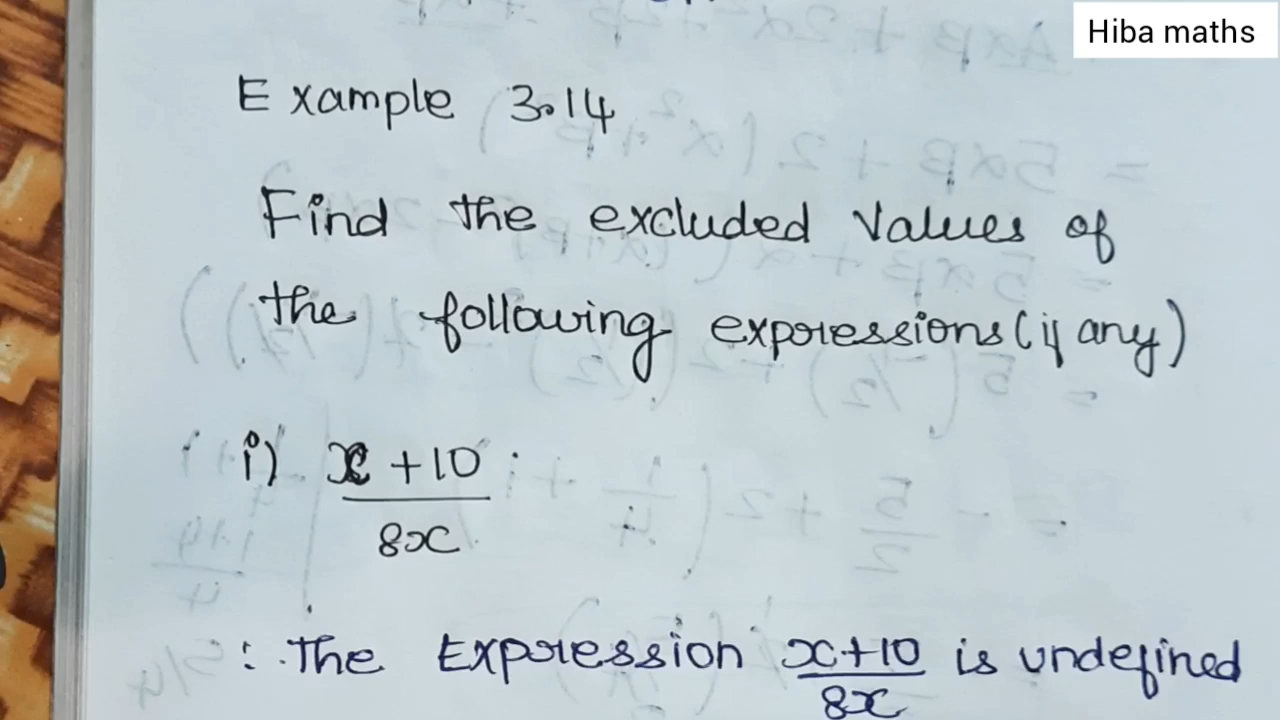 Hiba maths
Example 3.14
Find the excluded values of
the following expressions (if any)
i) x + 10
8x
∴ The Expression x+10 is undefined
8x